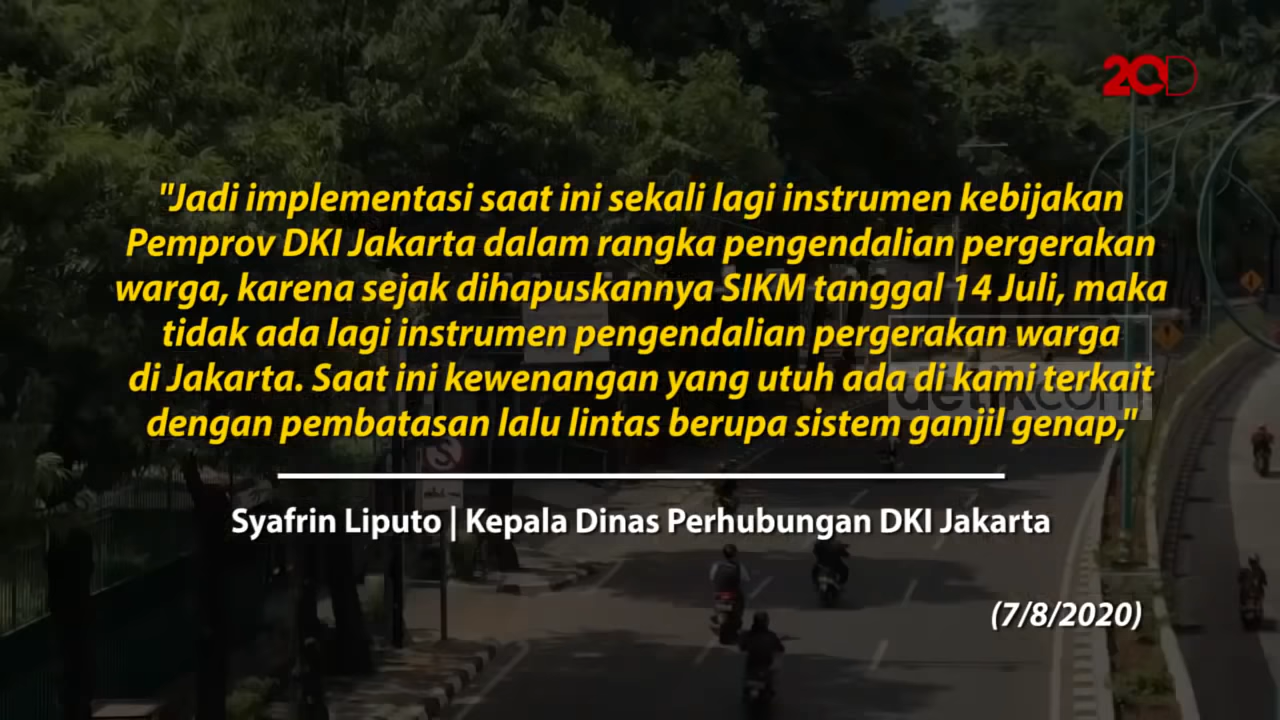 20D
"Jadi implementasi saat ini sekali lagi instrumen kebijakan
Pemprov DKI Jakarta dalam rangka pengendalian pergerakan
warga, karena sejak dihapuskannya SIKM tanggal 14 Juli, maka
tidak ada lagi instrumen pengendalian pergerakan warga
di Jakarta. Saat ini kewenangan yang utuh ada di kami terkait
dengan pembatasan lalu lintas berupa sistem ganjil genap,"
detikcom
Syafrin Liputo | Kepala Dinas Perhubungan DKI Jakarta
(7/8/2020)